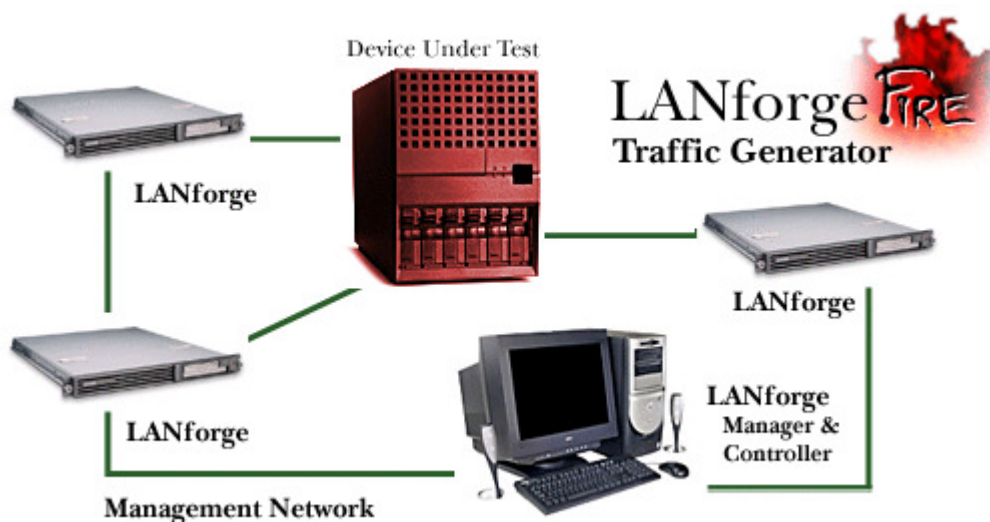 Device Under Test
LANforge FIRE
Traffic Generator
LANforge
LANforge
LANforge
LANforge
Manager &
Controller
Management Network